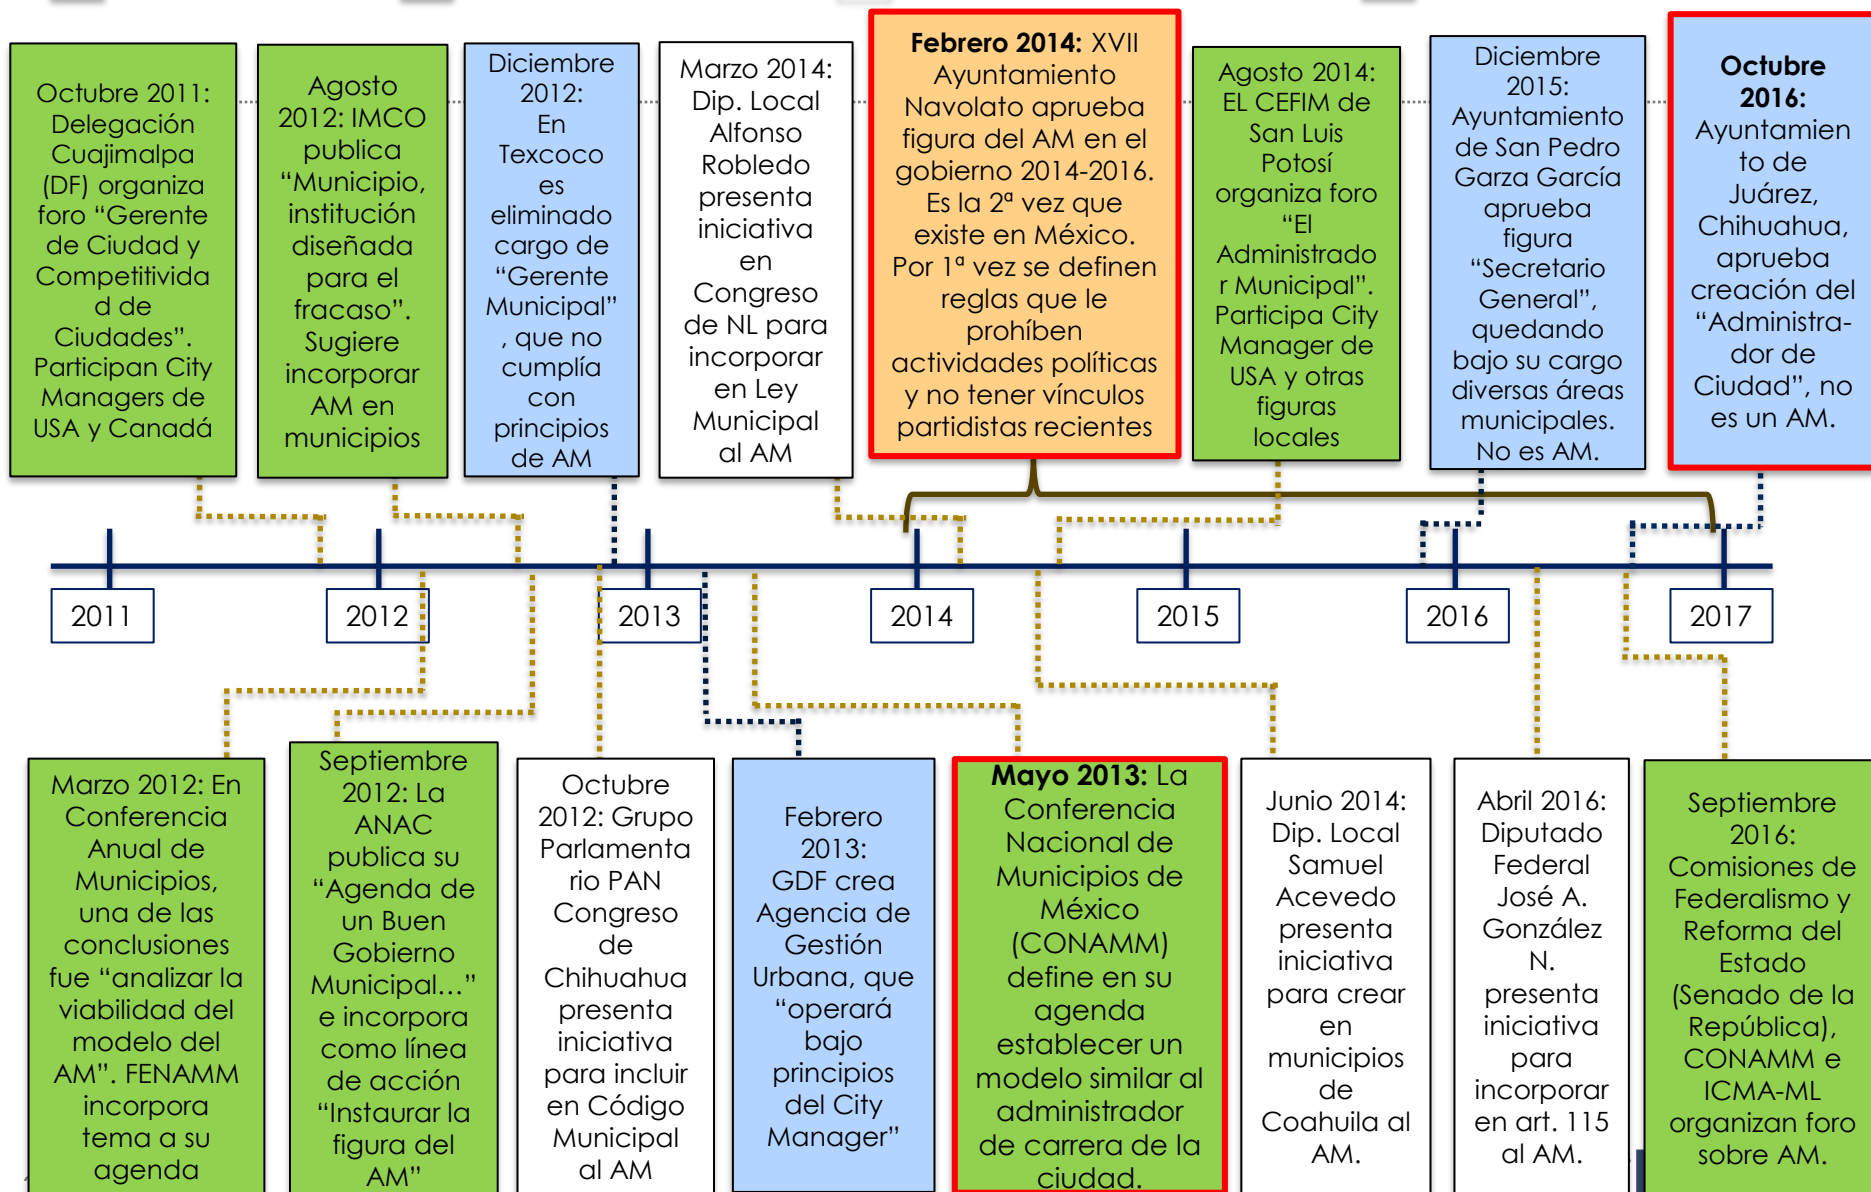 Octubre 2011:
Delegación
Cuajimalpa
(DF) organiza
foro “Gerente
de Ciudad y
Competitivida
d de
Ciudades”.
Participan City
Managers de
USA y Canadá
Agosto
2012: IMCO
publica
“Municipio,
institución
diseñada
para el
fracaso”.
Sugiere
incorporar
AM en
municipios
Diciembre
2012:
En
Texcoco
es
eliminado
cargo de
“Gerente
Municipal”
, que no
cumplía
con
principios
de AM
Marzo 2014:
Dip. Local
Alfonso
Robledo
presenta
iniciativa
en
Congreso
de NL para
incorporar
en Ley
Municipal
al AM
Febrero 2014: XVII
Ayuntamiento
Navolato aprueba
figura del AM en el
gobierno 2014-2016.
Es la 2ª vez que
existe en México.
Por 1ª vez se definen
reglas que le
prohíben
actividades políticas
y no tener vínculos
partidistas recientes
Agosto 2014:
EL CEFIM de
San Luis
Potosí
organiza foro
“El
Administrado
r Municipal”.
Participa City
Manager de
USA y otras
figuras
locales
Diciembre
2015:
Ayuntamiento
de San Pedro
Garza García
aprueba
figura
“Secretario
General”,
quedando
bajo su cargo
diversas áreas
municipales.
No es AM.
Octubre
2016:
Ayuntamien
to de
Juárez,
Chihuahua,
aprueba
creación del
“Administra-
dor de
Ciudad”, no
es un AM.
2011
2012
2013
2014
2015
2016
2017
Marzo 2012: En
Conferencia
Anual de
Municipios,
una de las
conclusiones
fue “analizar la
viabilidad del
modelo del
AM”. FENAMM
incorpora
tema a su
agenda
Septiembre
2012: La
ANAC
publica su
“Agenda de
un Buen
Gobierno
Municipal…”
e incorpora
como línea
de acción
“Instaurar la
figura del
AM”
Octubre
2012: Grupo
Parlamenta
rio PAN
Congreso
de
Chihuahua
presenta
iniciativa
para incluir
en Código
Municipal
al AM
Febrero
2013:
GDF crea
Agencia de
Gestión
Urbana, que
“operará
bajo
principios
del City
Manager”
Mayo 2013: La
Conferencia
Nacional de
Municipios de
México
(CONAMM)
define en su
agenda
establecer un
modelo similar al
administrador
de carrera de la
ciudad.
Junio 2014:
Dip. Local
Samuel
Acevedo
presenta
iniciativa
para crear
en
municipios
de
Coahuila al
AM.
Abril 2016:
Diputado
Federal
José A.
González
N.
presenta
iniciativa
para
incorporar
en art. 115
al AM.
Septiembre
2016:
Comisiones de
Federalismo y
Reforma del
Estado
(Senado de la
República),
CONAMM e
ICMA-ML
organizan foro
sobre AM.